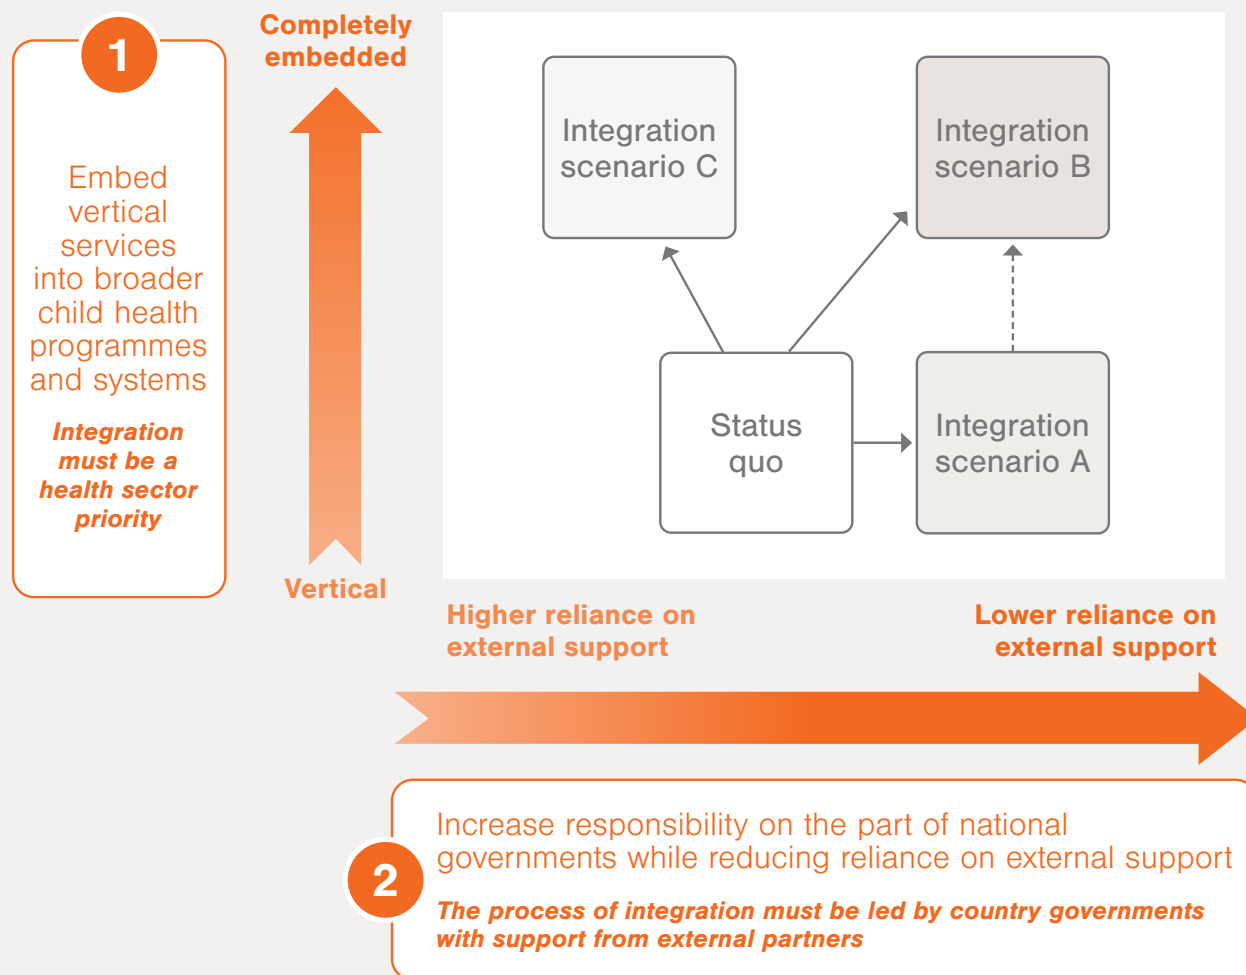 1
Embed
vertical
services
into broader
child health
programmes
and systems
Integration
must be a
health sector
priority
Completely
embedded
Vertical
Integration
scenario C
Integration
scenario B
Status
quo
Integration
scenario A
Higher reliance on
external support
Lower reliance on
external support
2
Increase responsibility on the part of national
governments while reducing reliance on external support
The process of integration must be led by country governments
with support from external partners